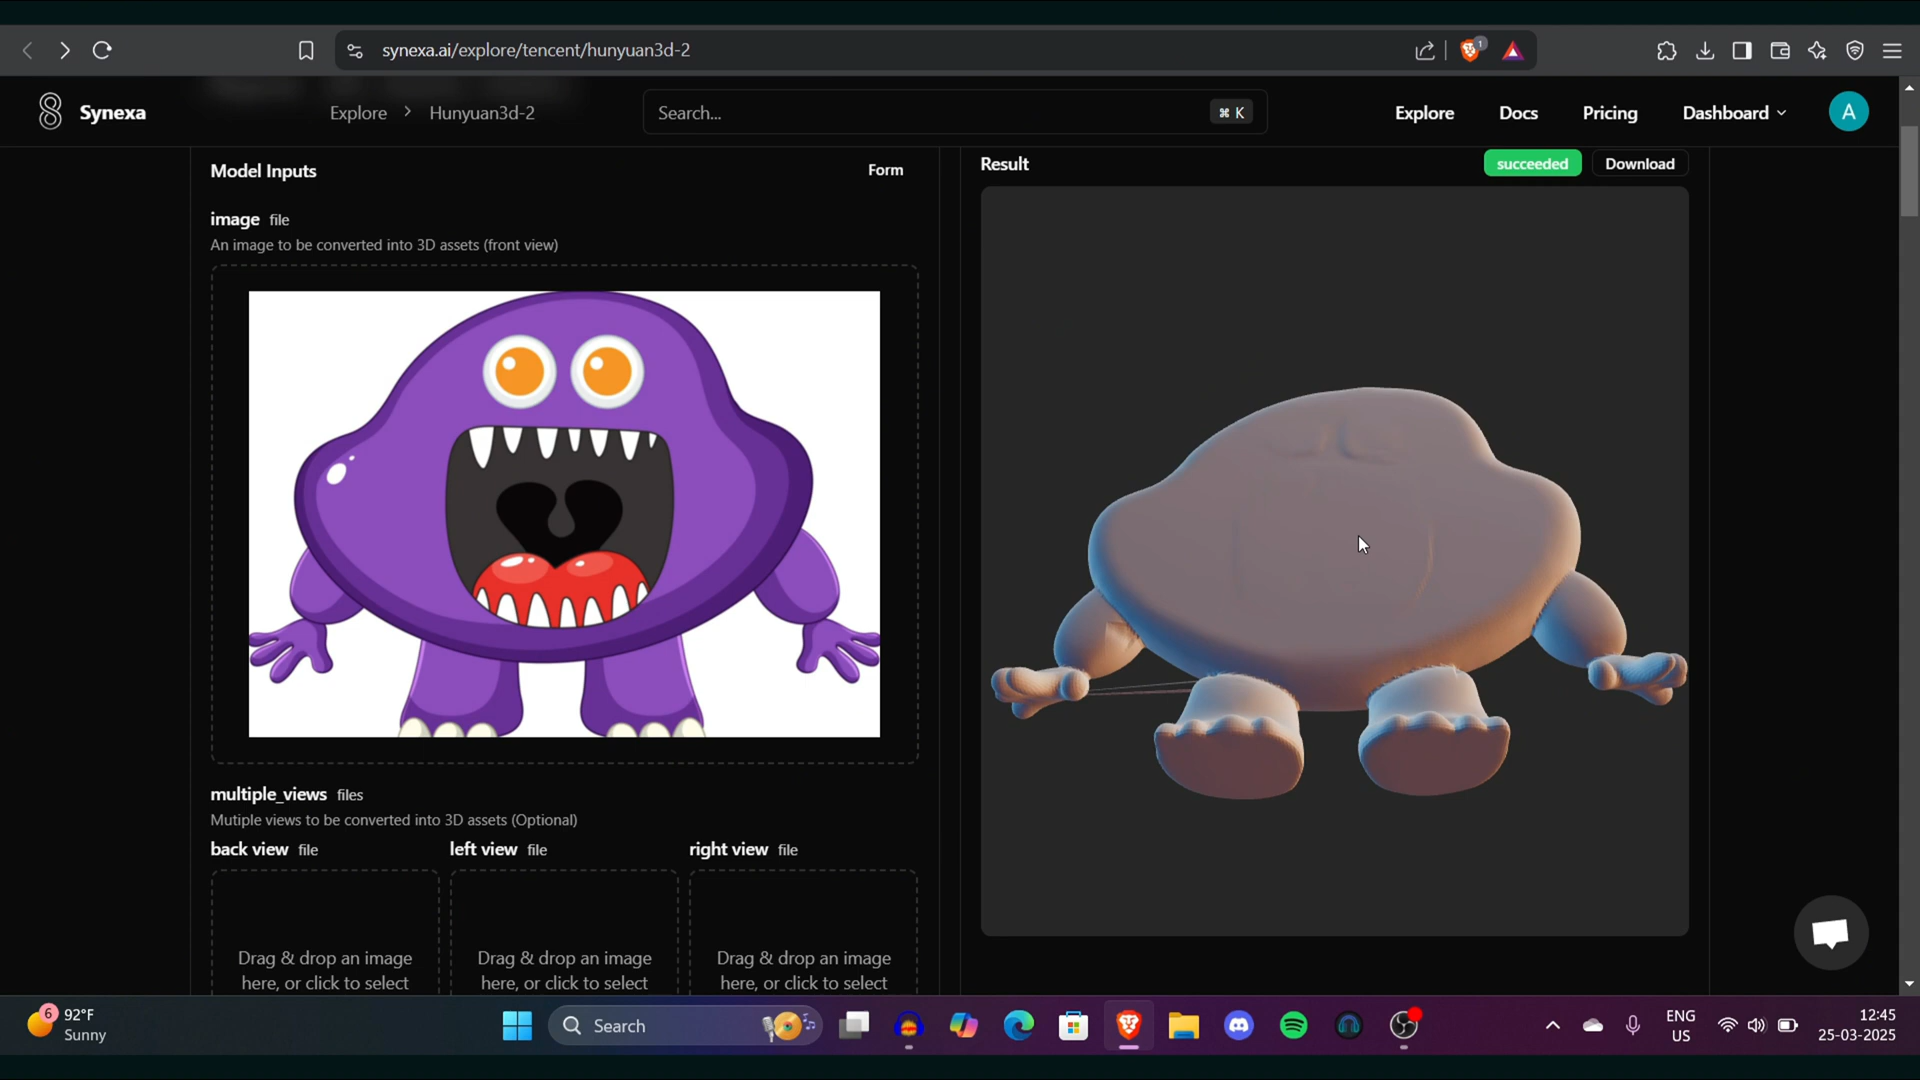 synexa.ai/explore/tencent/hunyuan3d-2
1
Synexa
Explore > Hunyuan3d-2
Search...
⌘ K
Explore
Docs
Pricing
Dashboard
A
Model Inputs
Form
image file
An image to be converted into 3D assets (front view)
multiple_views files
Mutiple views to be converted into 3D assets (Optional)
back view file
left view file
right view file
Drag & drop an image
here, or click to select
Drag & drop an image
here, or click to select
Drag & drop an image
here, or click to select
Result
succeeded
Download
6
92°F
Sunny
Search
ENG
US
12:45
25-03-2025